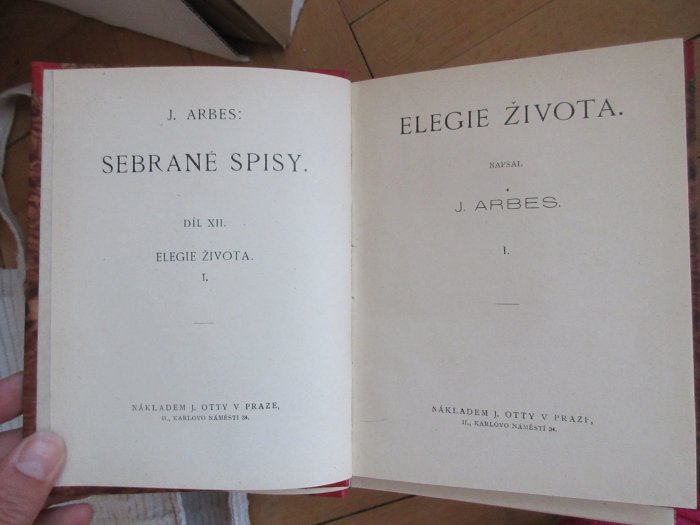 J. ARBES:
SEBRANÉ SPISY.
DÍL XII.
ELEGIE ŽIVOTA.
I.
NÁKLADEM J. OTTY V PRAZE,
II., KARLOVO NÁMĚSTÍ 34.
ELEGIE ŽIVOTA.
NAPSAL
J. ARBES.
I.
NÁKLADEM J. OTTY V PRAZE,
II., KARLOVO NÁMĚSTÍ 34.